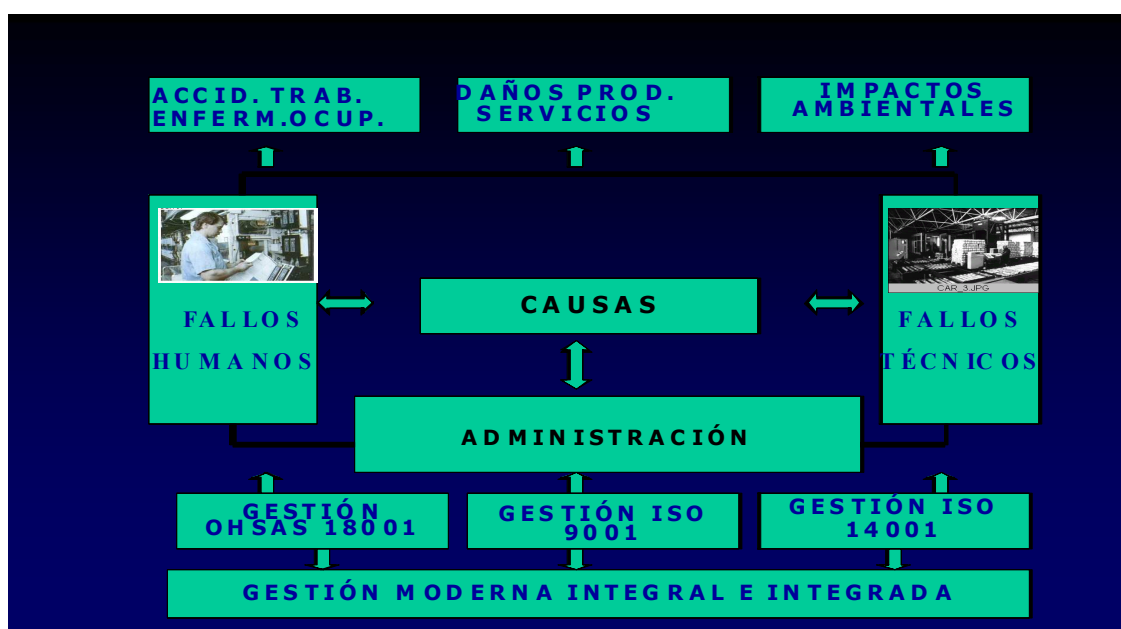 ACCID. TRAB.
ENFERM.OCUP.
DAÑOS PROD.
SERVICIOS
IMPACTOS
AMBIENTALES
CAR_3.JPG
FALLOS
HUMANOS
CAUSAS
FALLOS
TÉCNICOS
ADMINISTRACIÓN
GESTIÓN
OHSAS 18001
GESTIÓN ISO
9001
GESTIÓN ISO
14001
GESTIÓN MODERNA INTEGRAL E INTEGRADA